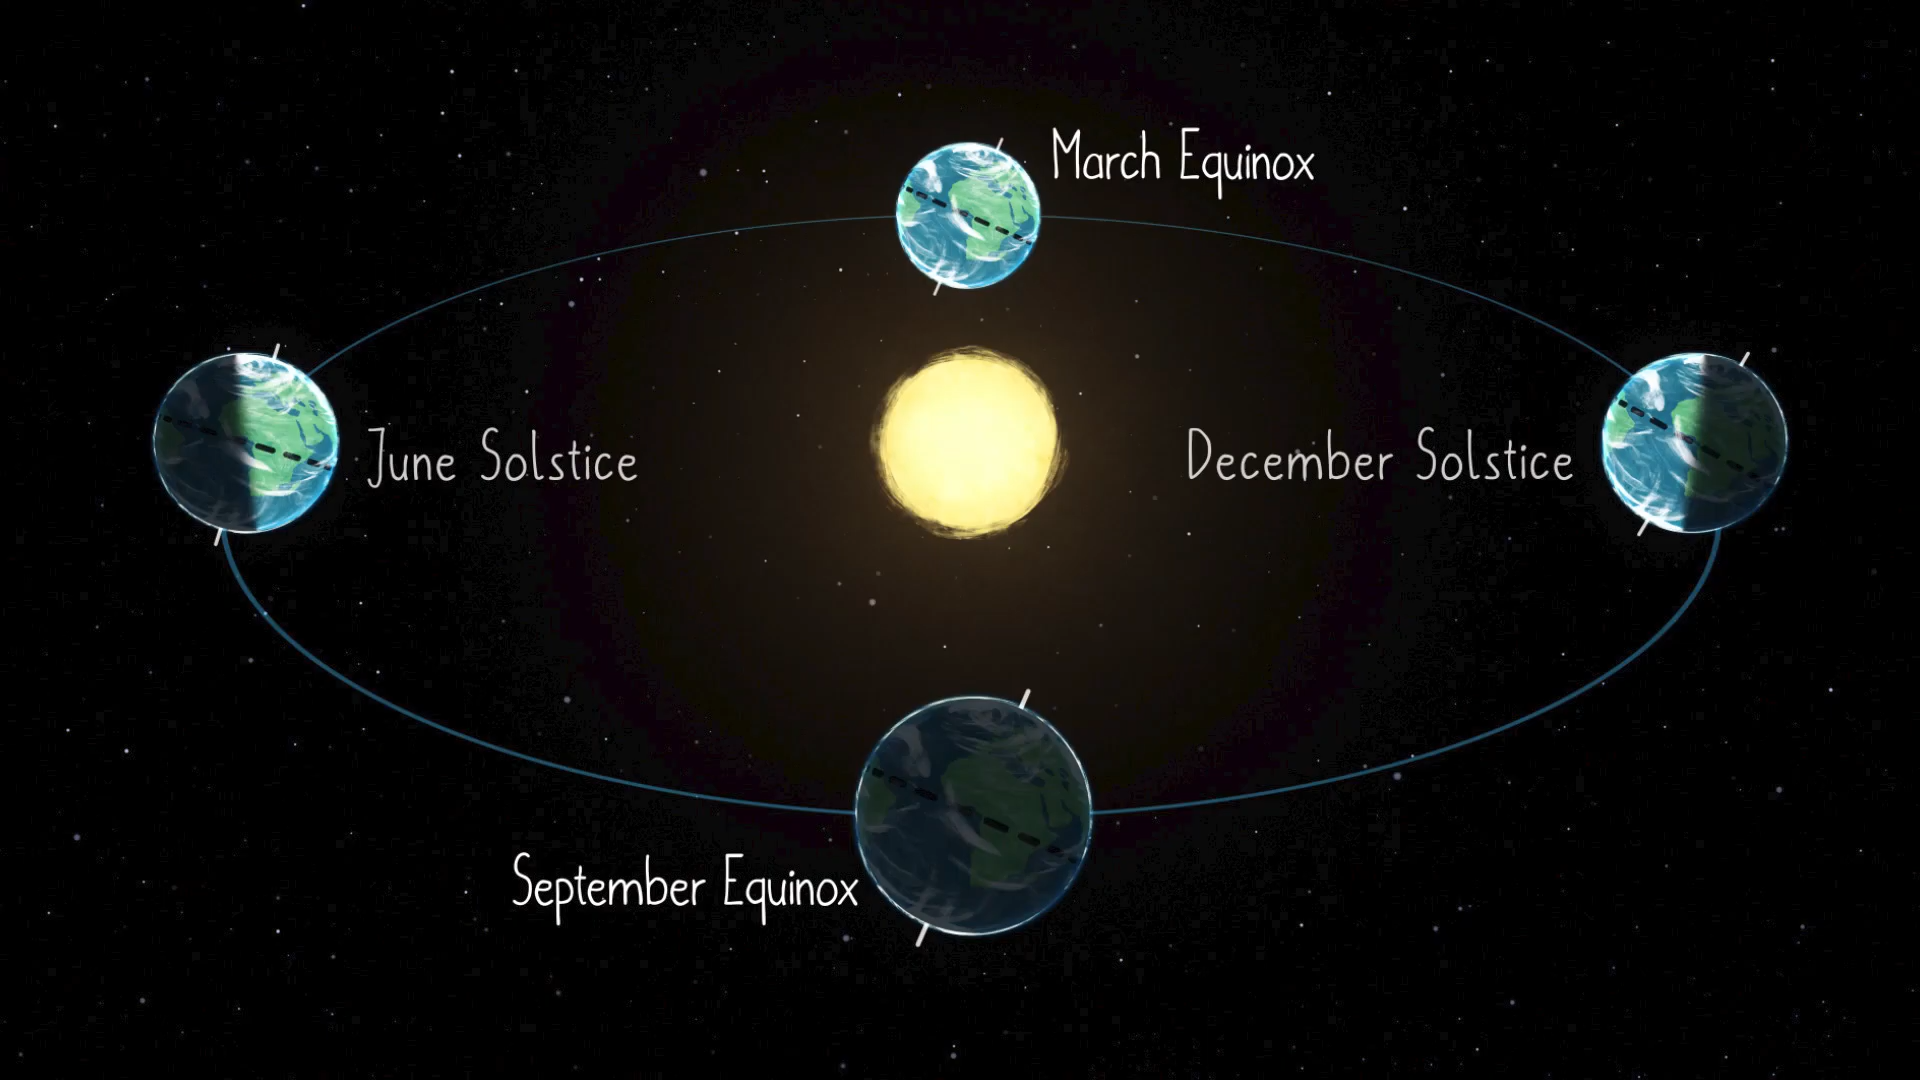 March Equinox
June Solstice
December Solstice
September Equinox